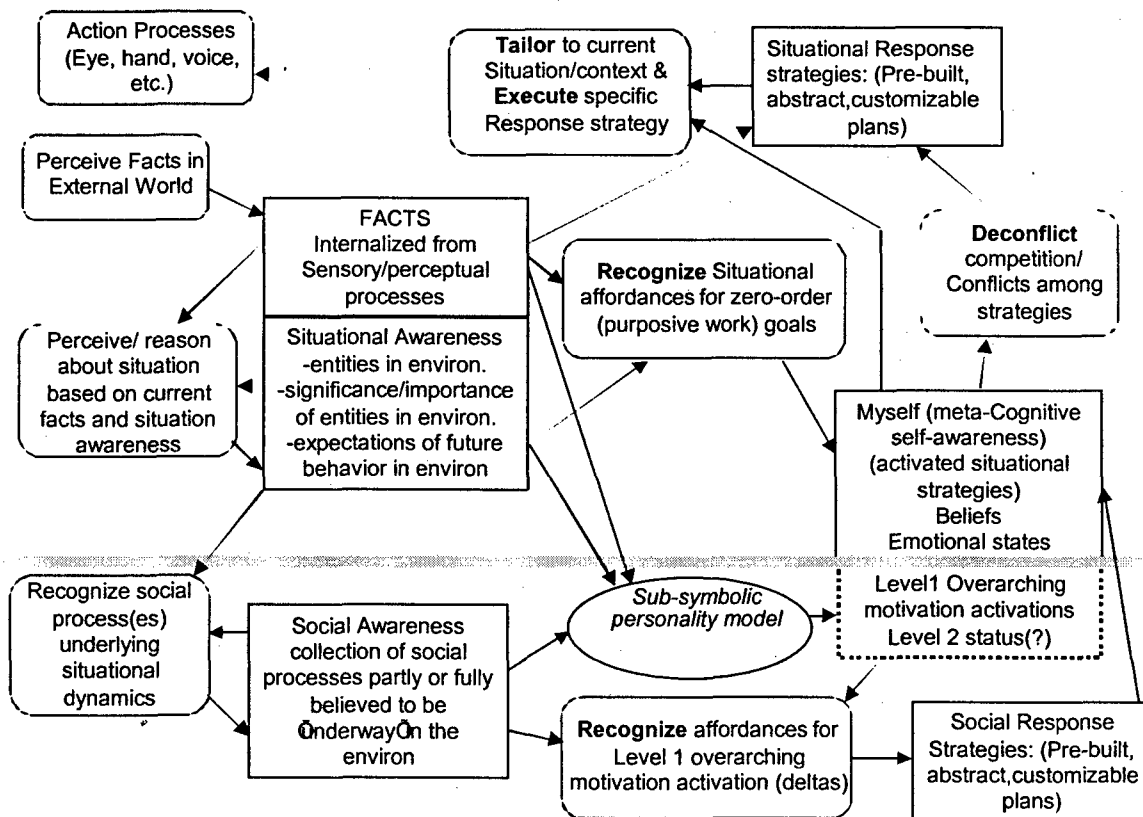 Action Processes
(Eye, hand, voice,
etc.)
Tailor to current
Situation/context &
Execute specific
Response strategy
Situational Response
strategies: (Pre-built,
abstract,customizable
plans)
Perceive Facts in
External World
FACTS
Internalized from
Sensory/perceptual
processes
Recognize Situational
affordances for zero-order
(purposive work) goals
Deconflict
competition/
Conflicts among
strategies
Perceive/ reason
about situation
based on current
facts and situation
awareness
Situational Awareness
-entities in environ.
-significance/importance
of entities in environ.
-expectations of future
behavior in environ
Myself (meta-Cognitive
self-awareness)
(activated situational
strategies)
Beliefs
Emotional states
Level1 Overarching
motivation activations
Level 2 status(?)
Recognize social
process(es)
underlying
situational
dynamics
Social Awareness
collection of social
processes partly or fully
believed to be
ÕnderwayÕn the
environ
Sub-symbolic
personality model
Recognize affordances for
Level 1 overarching
motivation activation (deltas)
Social Response
Strategies: (Pre-built,
abstract,customizable
plans)